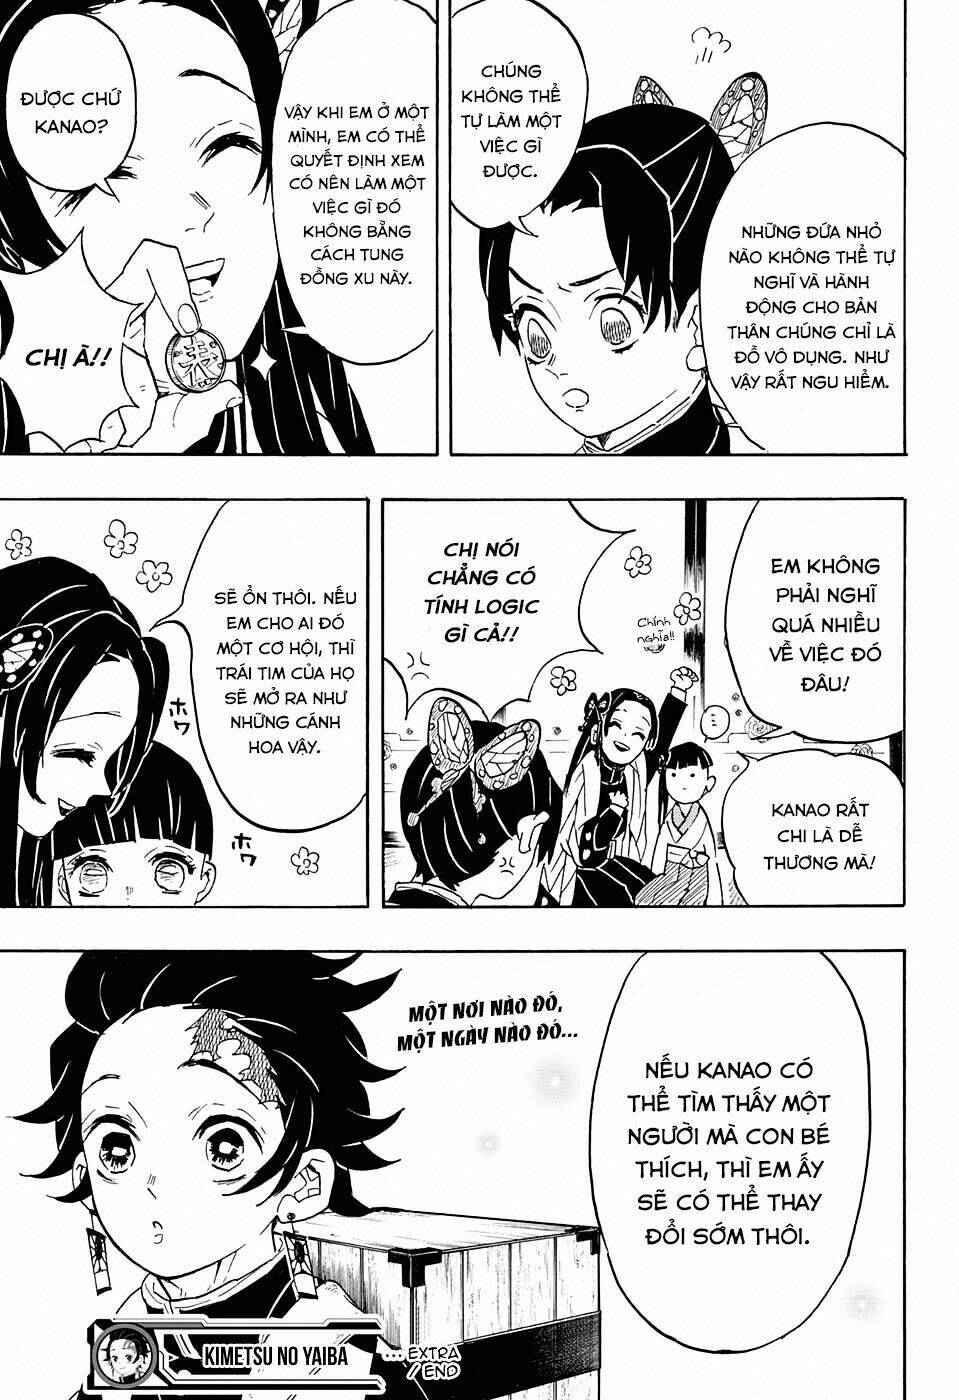 CHÚNG
KHÔNG THỂ
TỰ LÀM MỘT
VIỆC GÌ
ĐƯỢC.
NHỮNG ĐỨA NHỎ
NÀO KHÔNG THỂ TỰ
NGHĨ VÀ HÀNH
ĐỘNG CHO BẢN
THÂN CHÚNG CHỈ LÀ
ĐỒ VÔ DỤNG. NHƯ
VẬY RẤT NGU HIỂM.
VẬY KHI EM Ở MỘT
MÌNH, EM CÓ THỂ
QUYẾT ĐỊNH XEM
CÓ NÊN LÀM MỘT
VIỆC GÌ ĐÓ
KHÔNG BẰNG
CÁCH TUNG
ĐỒNG XU NÀY.
ĐƯỢC CHỨ
KANAO?
CHỊ À!!
EM KHÔNG
PHẢI NGHĨ
QUÁ NHIỀU
VỀ VIỆC ĐÓ
ĐÂU!
Chính
nghĩa!!
CHỊ NÓI
CHẲNG CÓ
TÍNH LOGIC
GÌ CẢ!!
...
KANAO RẤT
CHI LÀ DỄ
THƯƠNG MÀ!
SẼ ỔN THÔI. NẾU
EM CHO AI ĐÓ
MỘT CƠ HỘI, THÌ
TRÁI TIM CỦA HỌ
SẼ MỞ RA NHƯ
NHỮNG CÁNH
HOA VẬY.
ホワ
ホワ
MỘT NƠI NÀO ĐÓ,
MỘT NGÀY NÀO ĐÓ...
NẾU KANAO CÓ
THỂ TÌM THẤY MỘT
NGƯỜI MÀ CON BÉ
THÍCH, THÌ EM ẤY
SẼ CÓ THỂ THAY
ĐỔI SỚM THÔI.
KIMETSU NO YAIBA
... EXTRA
/ END